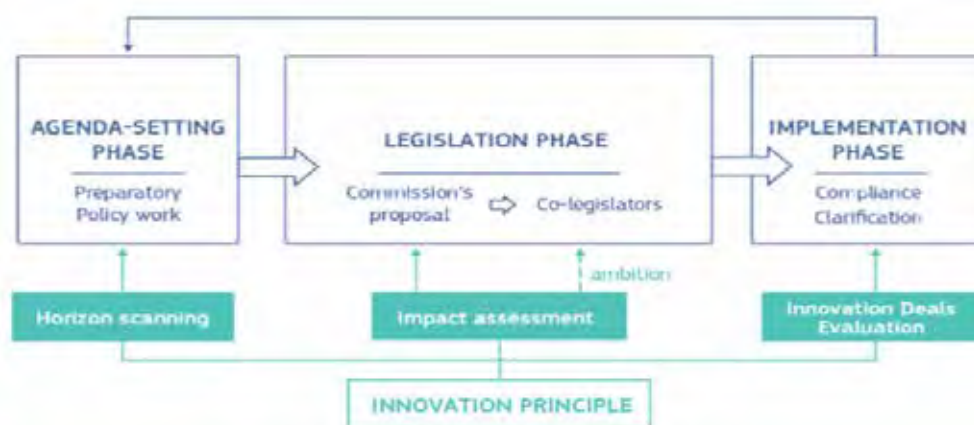 AGENDA-SETTING
PHASE
Preparatory
Policy work
LEGISLATION PHASE
Commission's
proposal
Co-legislators
IMPLEMENTATION
PHASE
Compliance
Clarification
ambition
Horizon scanning
Impact assessment
Innovation Deals
Evaluation
INNOVATION PRINCIPLE